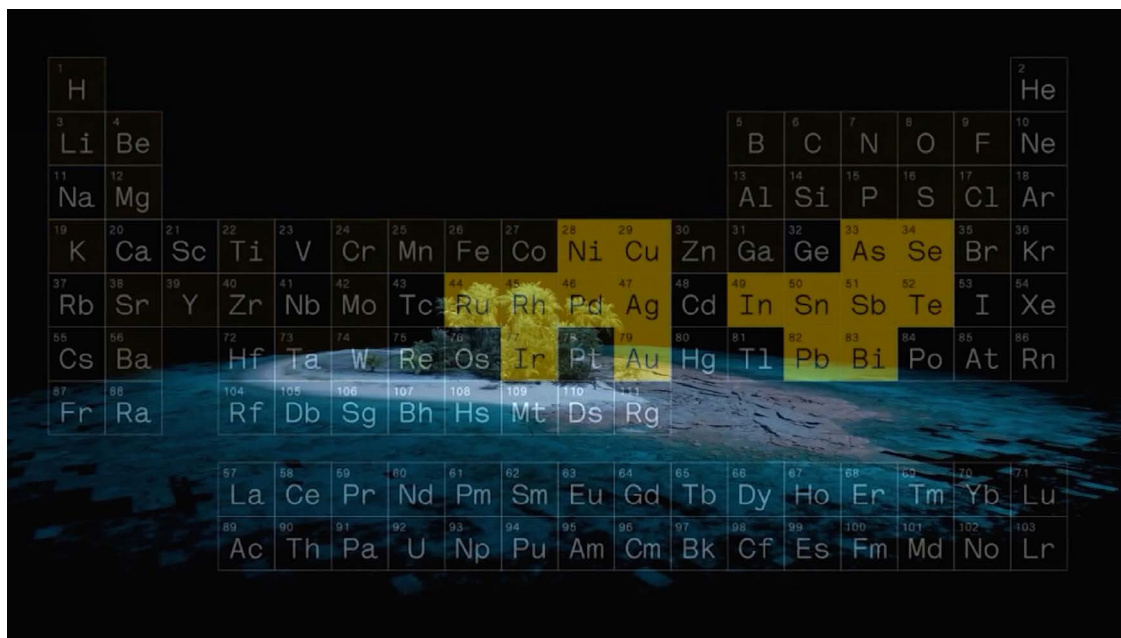 1 2
H He
3 4 5 6 7 8 9 10
Li Be B C N O F Ne
11 12 13 14 15 16 17 18
Na Mg Al Si P S Cl Ar
19 20 21 22 23 24 25 26 27 28 29 30 31 32 33 34 35 36
K Ca Sc Ti V Cr Mn Fe Co Ni Cu Zn Ga Ge As Se Br Kr
37 38 39 40 41 42 43 44 45 46 47 48 49 50 51 52 53 54
Rb Sr Y Zr Nb Mo Tc Ru Rh Pd Ag Cd In Sn Sb Te I Xe
55 56 72 73 74 75 76 77 78 79 80 81 82 83 84 85 86
Cs Ba Hf Ta W Re Os Ir Pt Au Hg Tl Pb Bi Po At Rn
87 88 104 105 106 107 108 109 110 111
Fr Ra Rf Db Sg Bh Hs Mt Ds Rg
57 58 59 60 61 62 63 64 65 66 67 68 69 70 71
La Ce Pr Nd Pm Sm Eu Gd Tb Dy Ho Er Tm Yb Lu
89 90 91 92 93 94 95 96 97 98 99 100 101 102 103
Ac Th Pa U Np Pu Am Cm Bk Cf Es Fm Md No Lr